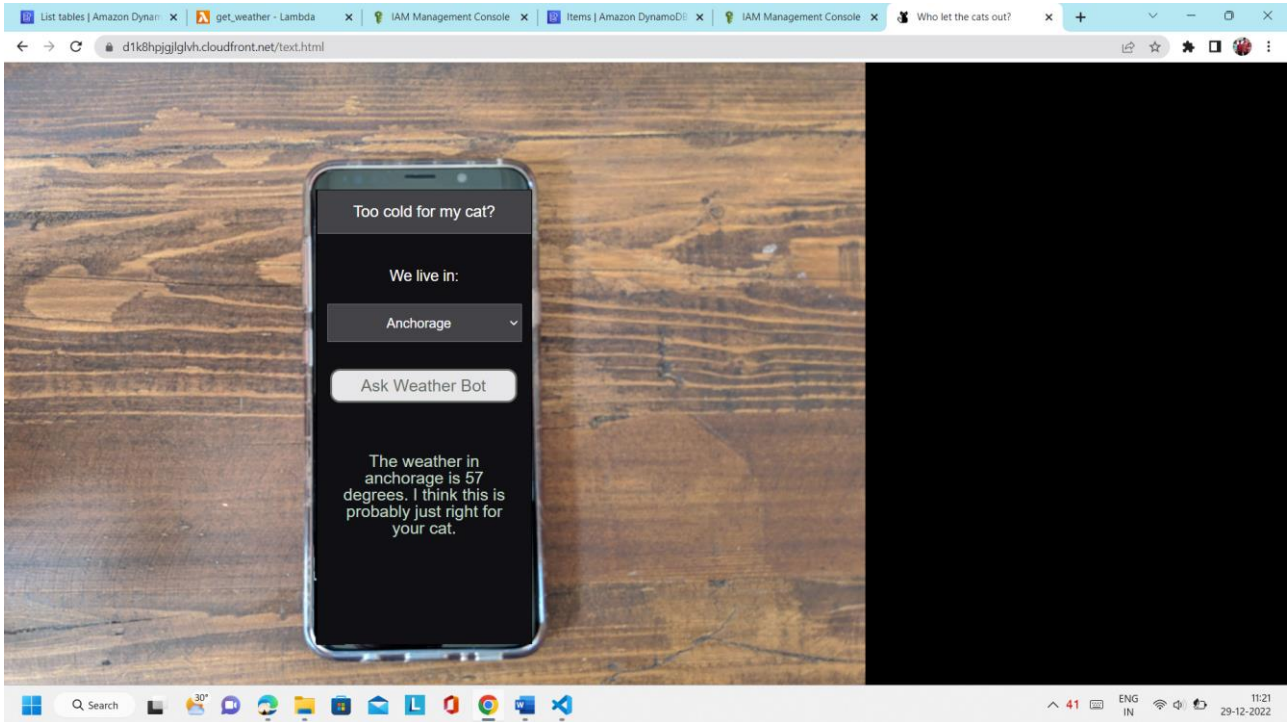 List tables | Amazon Dynam
get_weather - Lambda
IAM Management Console
Items | Amazon DynamoDB
IAM Management Console
Who let the cats out?
d1k8hpjgjlglvh.cloudfront.net/text.html
Too cold for my cat?
We live in:
Anchorage
Ask Weather Bot
The weather in
anchorage is 57
degrees. I think this is
probably just right for
your cat.
30°
Search
41
ENG
IN
11:21
29-12-2022